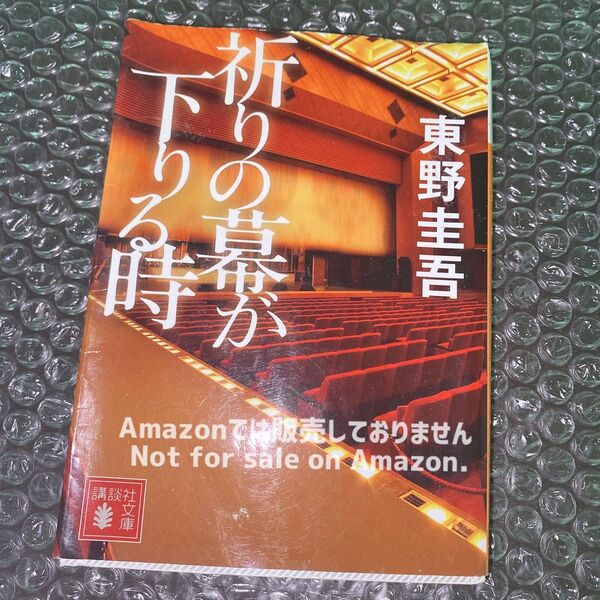 祈りの幕が
下りる時
東野圭吾
Amazonでは販売しておりません
Not for sale on Amazon.
講談社
文庫